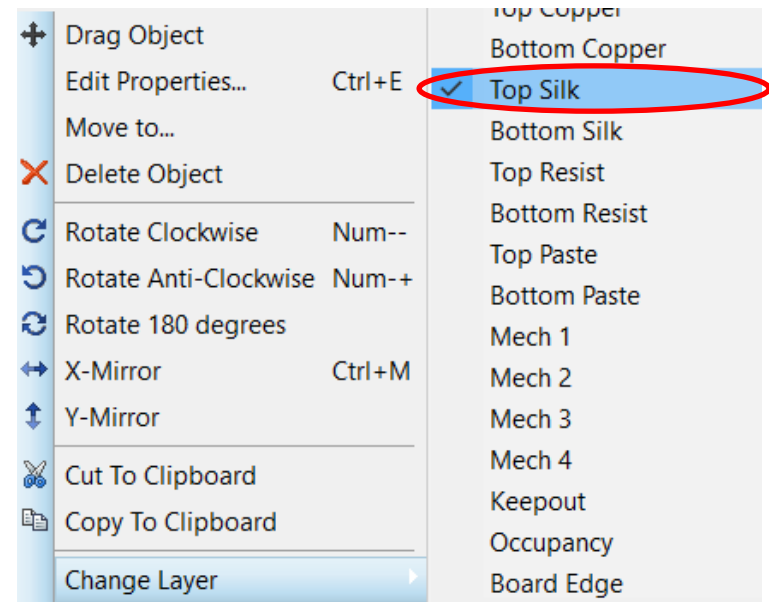 Drag Object
Edit Properties... Ctrl+E
Move to...
Delete Object
Rotate Clockwise Num--
Rotate Anti-Clockwise Num-+
Rotate 180 degrees
X-Mirror Ctrl+M
Y-Mirror
Cut To Clipboard
Copy To Clipboard
Change Layer
Top Copper
Bottom Copper
Top Silk
Bottom Silk
Top Resist
Bottom Resist
Top Paste
Bottom Paste
Mech 1
Mech 2
Mech 3
Mech 4
Keepout
Occupancy
Board Edge